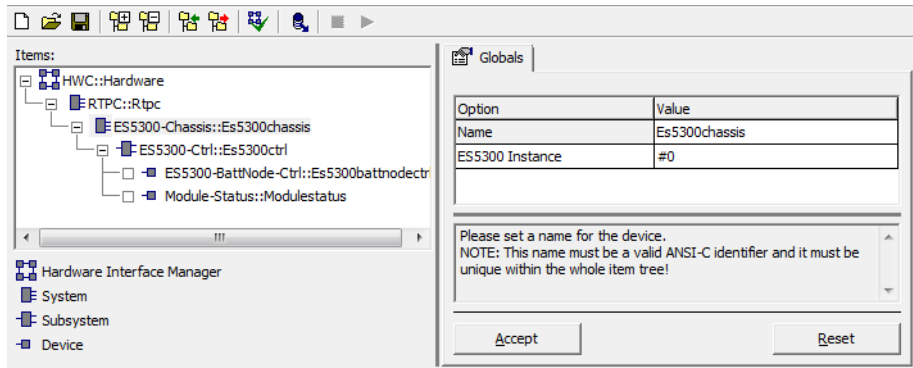 Items:
HWC::Hardware
RTPC::Rtpc
ES5300-Chassis::Es5300chassis
ES5300-Ctrl::Es5300ctrl
ES5300-BattNode-Ctrl::Es5300battnodectr
Module-Status::Modulestatus
Hardware Interface Manager
System
Subsystem
Device
Globals
Option Value
Name Es5300chassis
ES5300 Instance #0
Please set a name for the device.
NOTE: This name must be a valid ANSI-C identifier and it must be
unique within the whole item tree!
Accept Reset